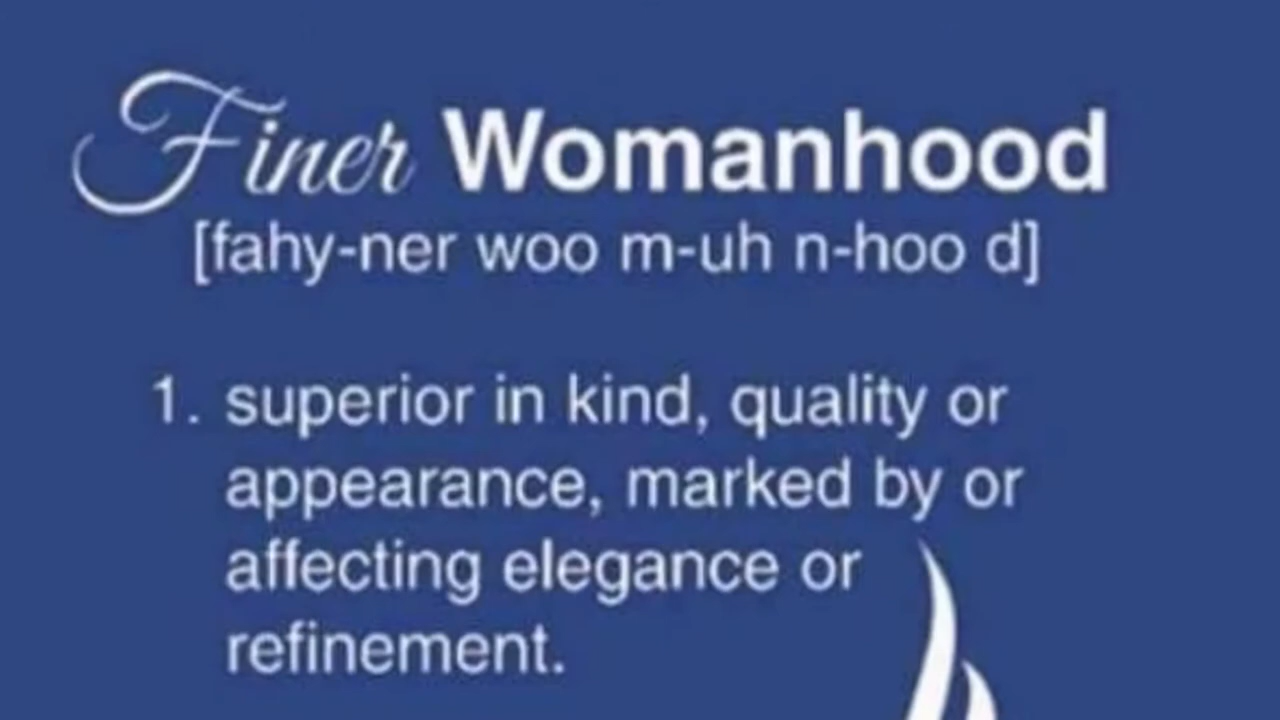 Finer Womanhood
[fahy-ner woo m-uh n-hoo d]
1. superior in kind, quality or
appearance, marked by or
affecting elegance or
refinement.